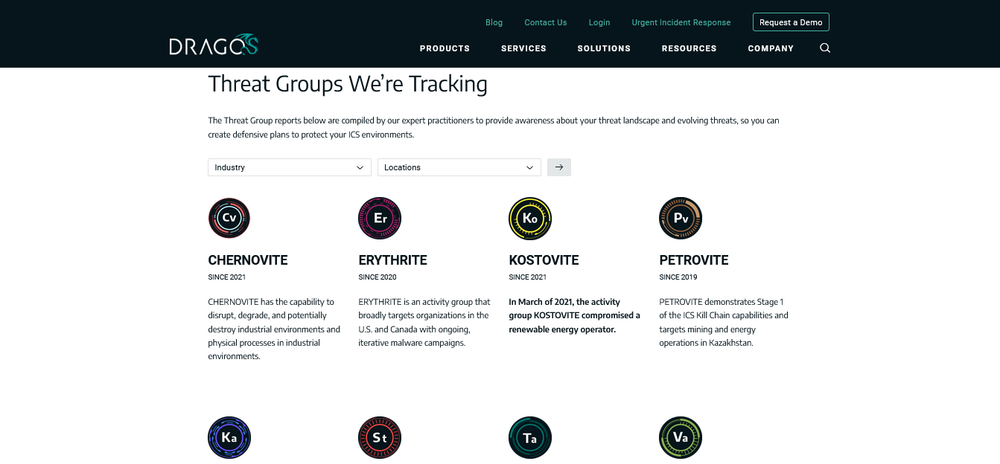 Blog Contact Us Login Urgent Incident Response Request a Demo
DRAGOS
PRODUCTS SERVICES SOLUTIONS RESOURCES COMPANY
Threat Groups We’re Tracking
The Threat Group reports below are compiled by our expert practitioners to provide awareness about your threat landscape and evolving threats, so you can
create defensive plans to protect your ICS environments.
Industry Locations
Cv
CHERNOVITE
SINCE 2021
CHERNOVITE has the capability to
disrupt, degrade, and potentially
destroy industrial environments and
physical processes in industrial
environments.
Er
ERYTHRITE
SINCE 2020
ERYTHRITE is an activity group that
broadly targets organizations in the
U.S. and Canada with ongoing,
iterative malware campaigns.
Ko
KOSTOVITE
SINCE 2021
In March of 2021, the activity
group KOSTOVITE compromised a
renewable energy operator.
Pv
PETROVITE
SINCE 2019
PETROVITE demonstrates Stage 1
of the ICS Kill Chain capabilities and
targets mining and energy
operations in Kazakhstan.
Ka
St
Ta
Va